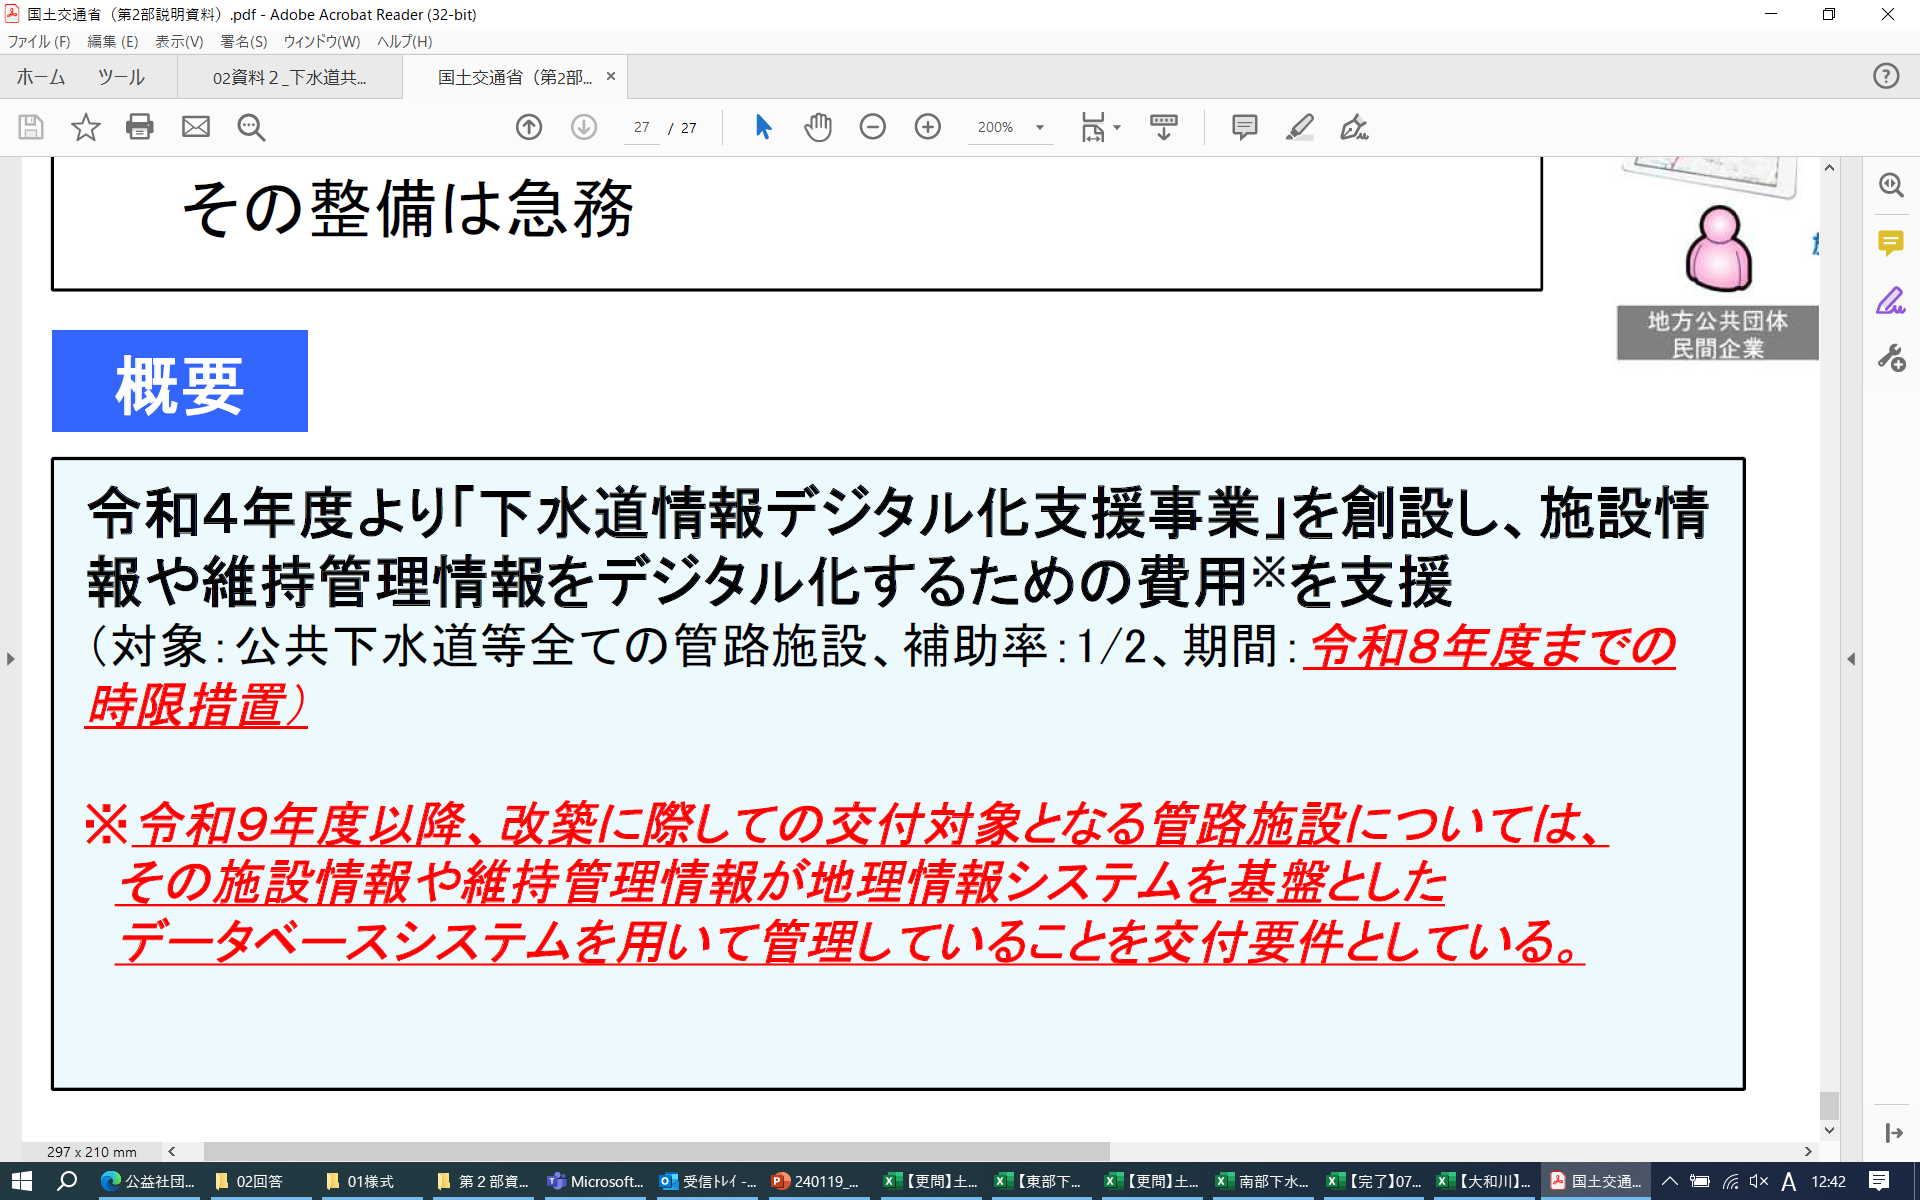 国土交通省（第2部説明資料）.pdf - Adobe Acrobat Reader (32-bit)
ファイル(F) 編集(E) 表示(V) 署名(S) ウィンドウ(W) ヘルプ(H)
ホーム ツール 02資料２_下水道共... 国土交通省（第2部...
27 / 27 200%
その整備は急務
地方公共団体
民間企業
概要
令和４年度より「下水道情報デジタル化支援事業」を創設し、施設情
報や維持管理情報をデジタル化するための費用※を支援
（対象：公共下水道等全ての管路施設、補助率：1/2、期間：令和８年度までの
時限措置）
※令和９年度以降、改築に際しての交付対象となる管路施設については、
その施設情報や維持管理情報が地理情報システムを基盤とした
データベースシステムを用いて管理していることを交付要件としている。
297 x 210 mm
公益社団... 02回答 01様式 第２部資... Microsoft... 受信ﾄﾚｲ -... 240119_... 【更問】土... 【東部下... 【更問】土... 南部下水... 【完了】07... 【大和川】... 国土交通... A 12:42